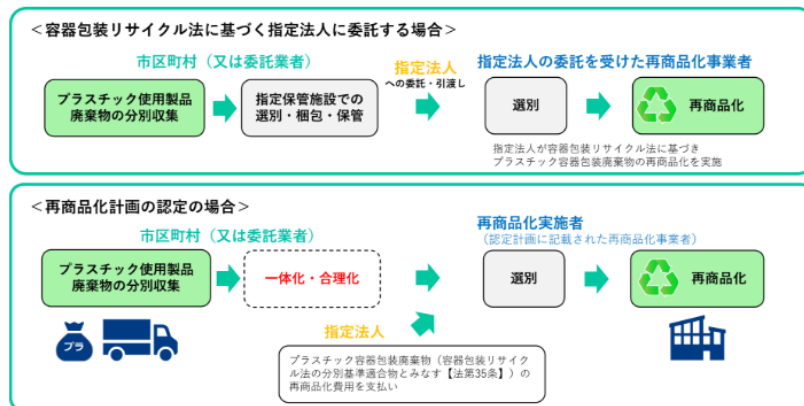 <容器包装リサイクル法に基づく指定法人に委託する場合>
市区町村（又は委託業者）
指定法人
への委託・引渡し
指定法人の委託を受けた再商品化事業者
プラスチック使用製品
廃棄物の分別収集
指定保管施設での
選別・梱包・保管
選別
再商品化
指定法人が容器包装リサイクル法に基づき
プラスチック容器包装廃棄物の再商品化を実施
<再商品化計画の認定の場合>
市区町村（又は委託業者）
再商品化実施者
（認定計画に記載された再商品化事業者）
プラスチック使用製品
廃棄物の分別収集
一体化・合理化
選別
再商品化
プラ
指定法人
プラスチック容器包装廃棄物（容器包装リサイク
ル法の分別基準適合物とみなす【法第35条】）の
再商品化費用を支払い